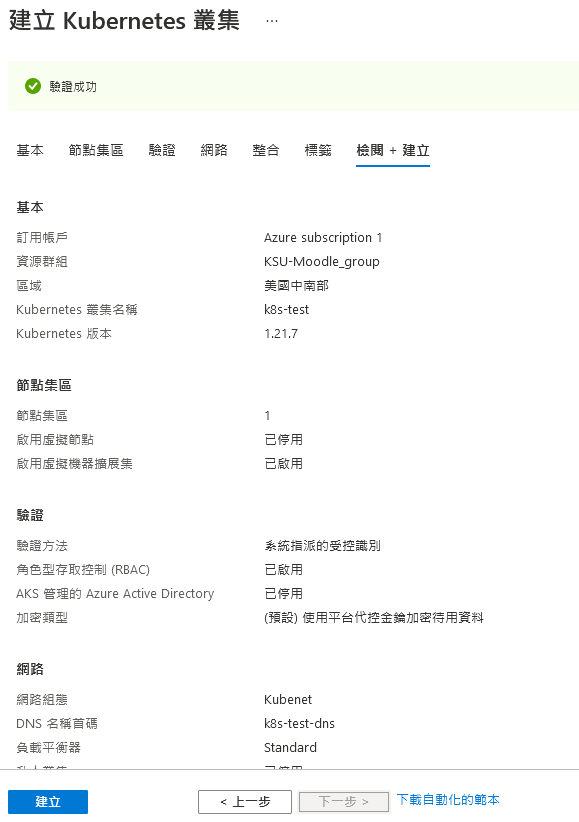 建立 Kubernetes 叢集 ...
驗證成功
基本 節點集區 驗證 網路 整合 標籤 檢閱 + 建立
基本
訂用帳戶 Azure subscription 1
資源群組 KSU-Moodle_group
區域 美國中南部
Kubernetes 叢集名稱 k8s-test
Kubernetes 版本 1.21.7
節點集區
節點集區 1
啟用虛擬節點 已停用
啟用虛擬機器擴展集 已啟用
驗證
驗證方法 系統指派的受控識別
角色型存取控制 (RBAC) 已啟用
AKS 管理的 Azure Active Directory 已停用
加密類型 (預設) 使用平台代控金鑰加密待用資料
網路
網路組態 Kubenet
DNS 名稱首碼 k8s-test-dns
負載平衡器 Standard
建立 < 上一步 下一步 > 下載自動化的範本